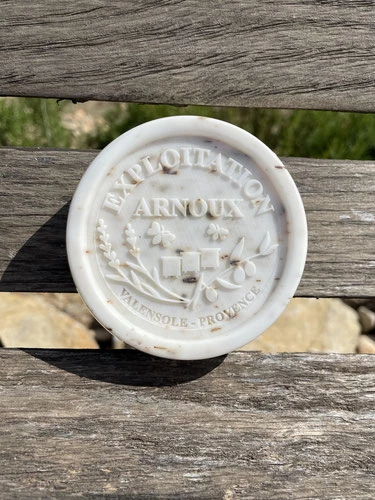 EXPLOITATION
ARNOUX
VALENSOLE - PROVENCE